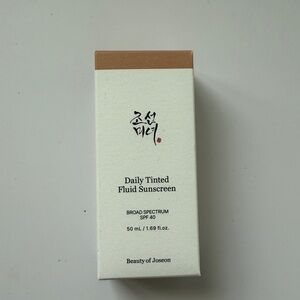 조선
미녀
Daily Tinted
Fluid Sunscreen
BROAD SPECTRUM
SPF 40
50 mL / 1.69 fl.oz.
Beauty of Joseon